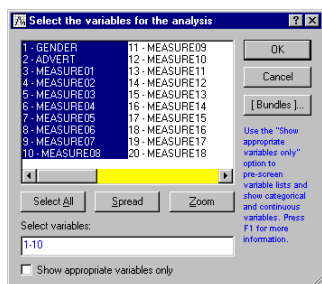 Select the variables for the analysis
1 - GENDER 11 - MEASURE09
2 - ADVERT 12 - MEASURE10
3 - MEASURE01 13 - MEASURE11
4 - MEASURE02 14 - MEASURE12
5 - MEASURE03 15 - MEASURE13
6 - MEASURE04 16 - MEASURE14
7 - MEASURE05 17 - MEASURE15
8 - MEASURE06 18 - MEASURE16
9 - MEASURE07 19 - MEASURE17
10 - MEASURE08 20 - MEASURE18
OK
Cancel
[ Bundles ]...
Use the "Show
appropriate
variables only"
option to
pre-screen
variable lists and
show categorical
and continuous
variables. Press
F1 for more
information.
Select All Spread Zoom
Select variables:
1-10
Show appropriate variables only